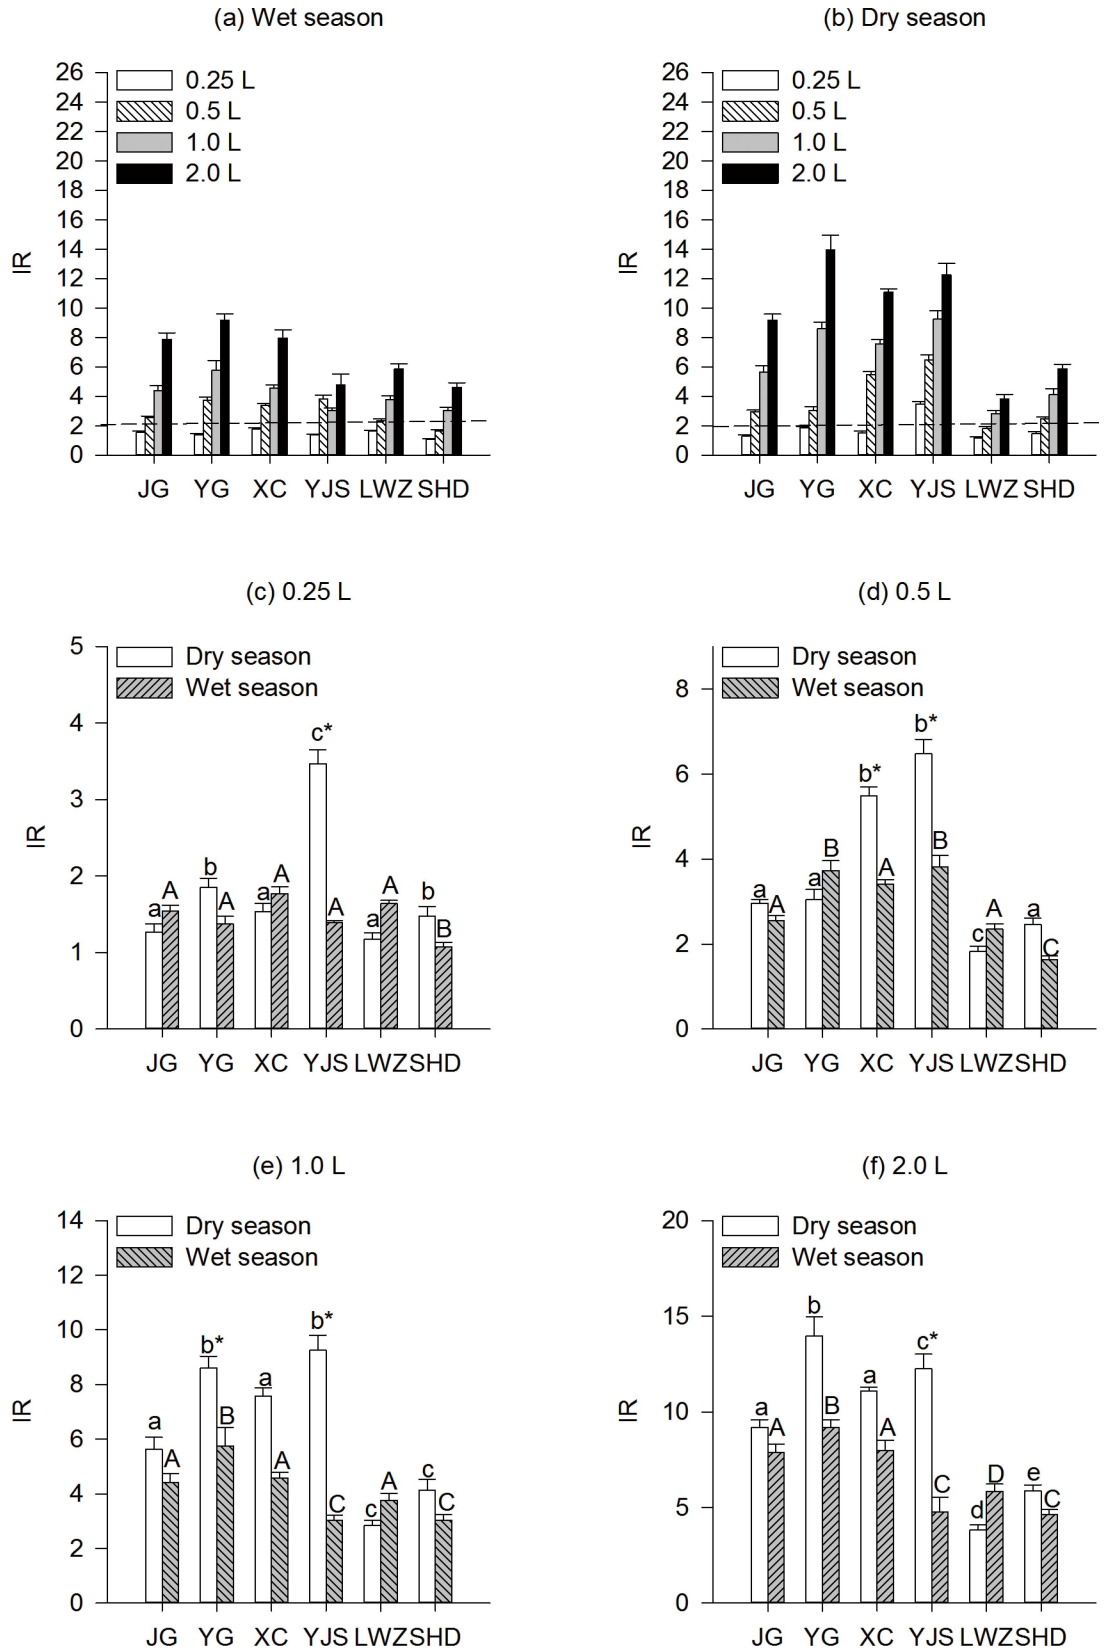 (a) Wet season
26
24
22
20
18
16
14
12
10
8
6
4
2
0
IR
0.25 L
0.5 L
1.0 L
2.0 L
JG YG XC YJS LWZ SHD
(b) Dry season
26
24
22
20
18
16
14
12
10
8
6
4
2
0
IR
0.25 L
0.5 L
1.0 L
2.0 L
JG YG XC YJS LWZ SHD
(c) 0.25 L
5
4
3
2
1
0
IR
Dry season
Wet season
a A b A a A c* A a A b B
JG YG XC YJS LWZ SHD
(d) 0.5 L
8
6
4
2
0
IR
Dry season
Wet season
a A a B b* A b* B c A a C
JG YG XC YJS LWZ SHD
(e) 1.0 L
14
12
10
8
6
4
2
0
IR
Dry season
Wet season
a A b* B a A b* C c A c C
JG YG XC YJS LWZ SHD
(f) 2.0 L
20
15
10
5
0
IR
Dry season
Wet season
a A b B a A c* C d D e C
JG YG XC YJS LWZ SHD